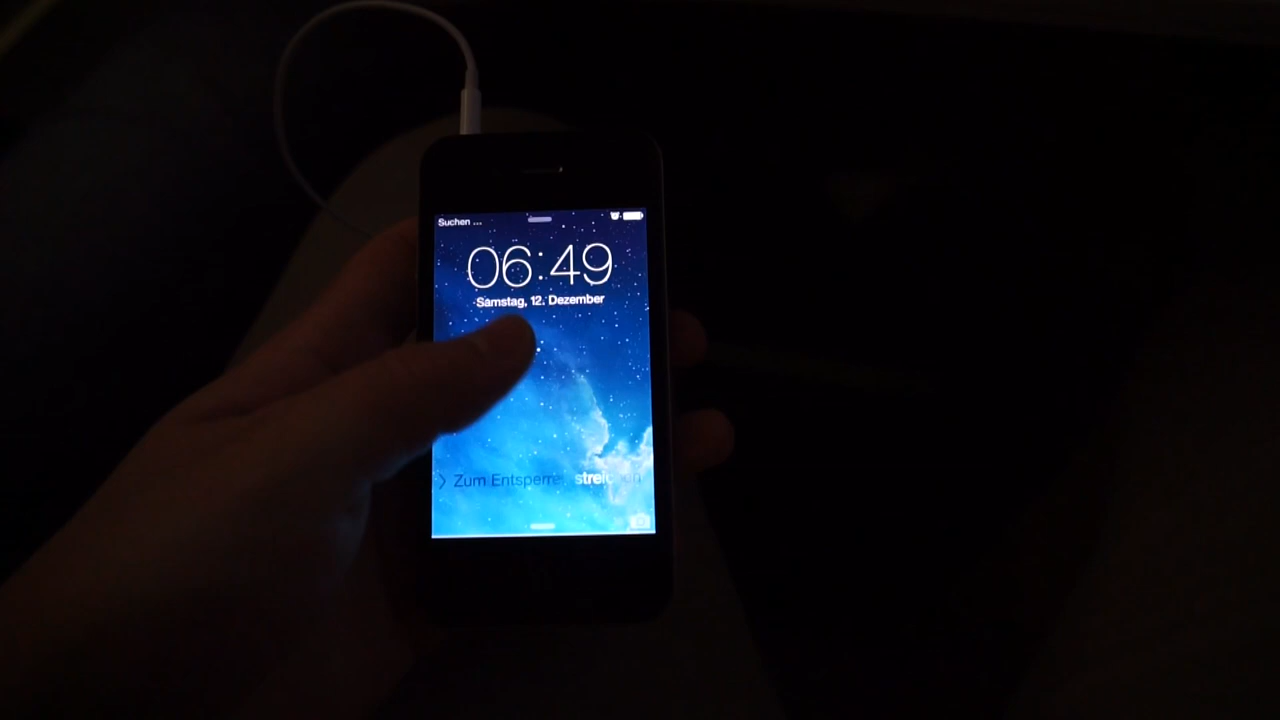 Suchen ...
06:49
Samstag, 12. Dezember
Zum Entsperren streichen